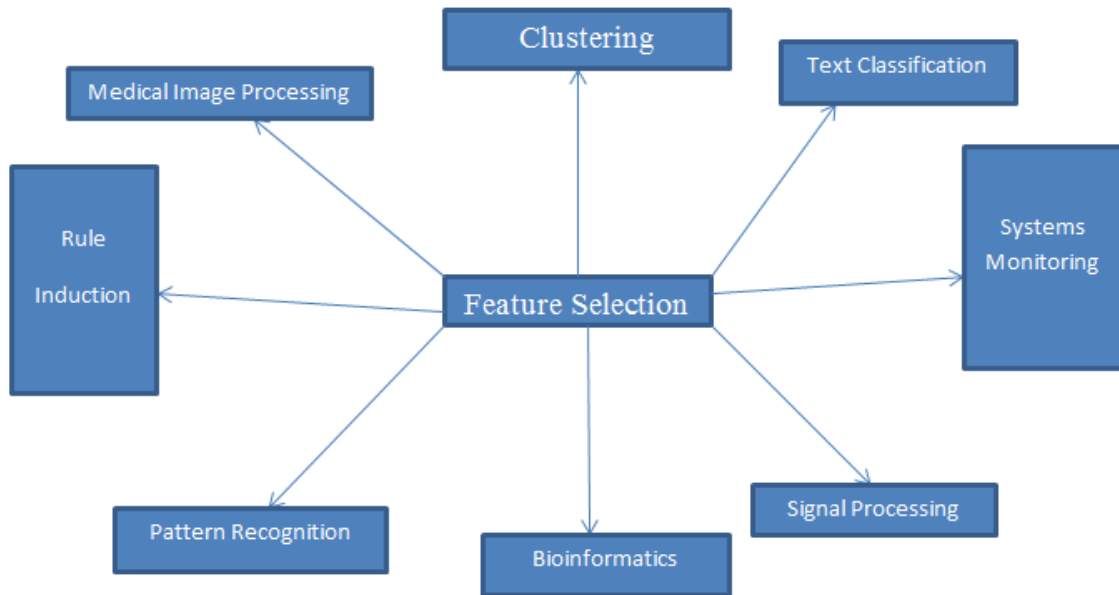 Clustering
Text Classification
Medical Image Processing
Rule
Induction
Systems
Monitoring
Feature Selection
Signal Processing
Pattern Recognition
Bioinformatics